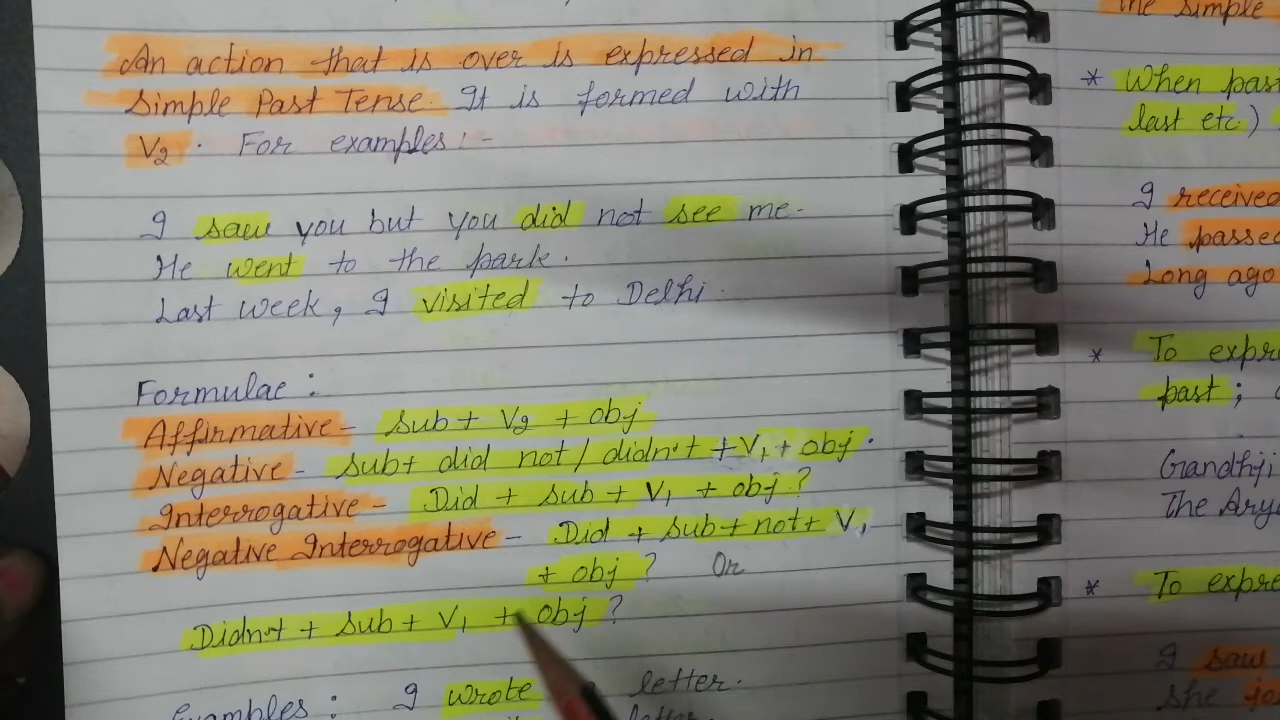 An action that is over is expressed in
Simple Past Tense. It is formed with
V2. For examples:-
I saw you but you did not see me.
He went to the park.
Last week, I visited to Delhi.
Formulae:
Affirmative- Sub + V2 + obj
Negative- Sub + did not/didn't + V1 + obj.
Interrogative- Did + sub + V1 + obj?
Negative Interrogative- Did + sub + not + V1
+ obj? Or
Didn't + Sub + V1 + obj?
Examples: I wrote letter.
the simple
* When
last etc.)
I received
He passed
Long ago
* To
past;
Gandhiji
The
* To
I saw
she